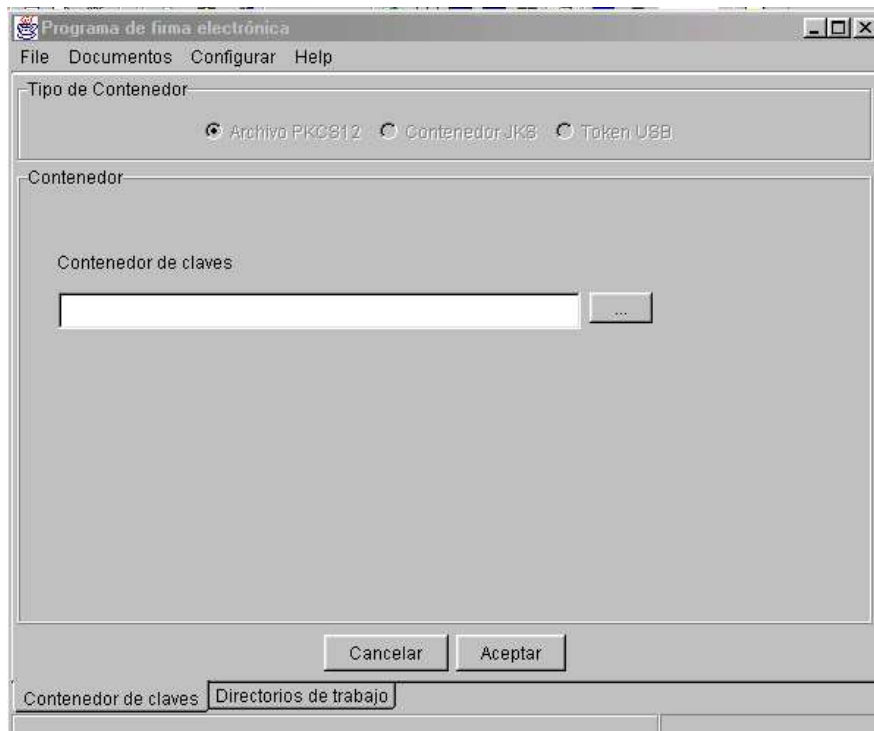 Programa de firma electrónica
File Documentos Configurar Help
Tipo de Contenedor
Archivo PKCS12 Contenedor JKS Token USB
Contenedor
Contenedor de claves
...
Cancelar Aceptar
Contenedor de claves Directorios de trabajo